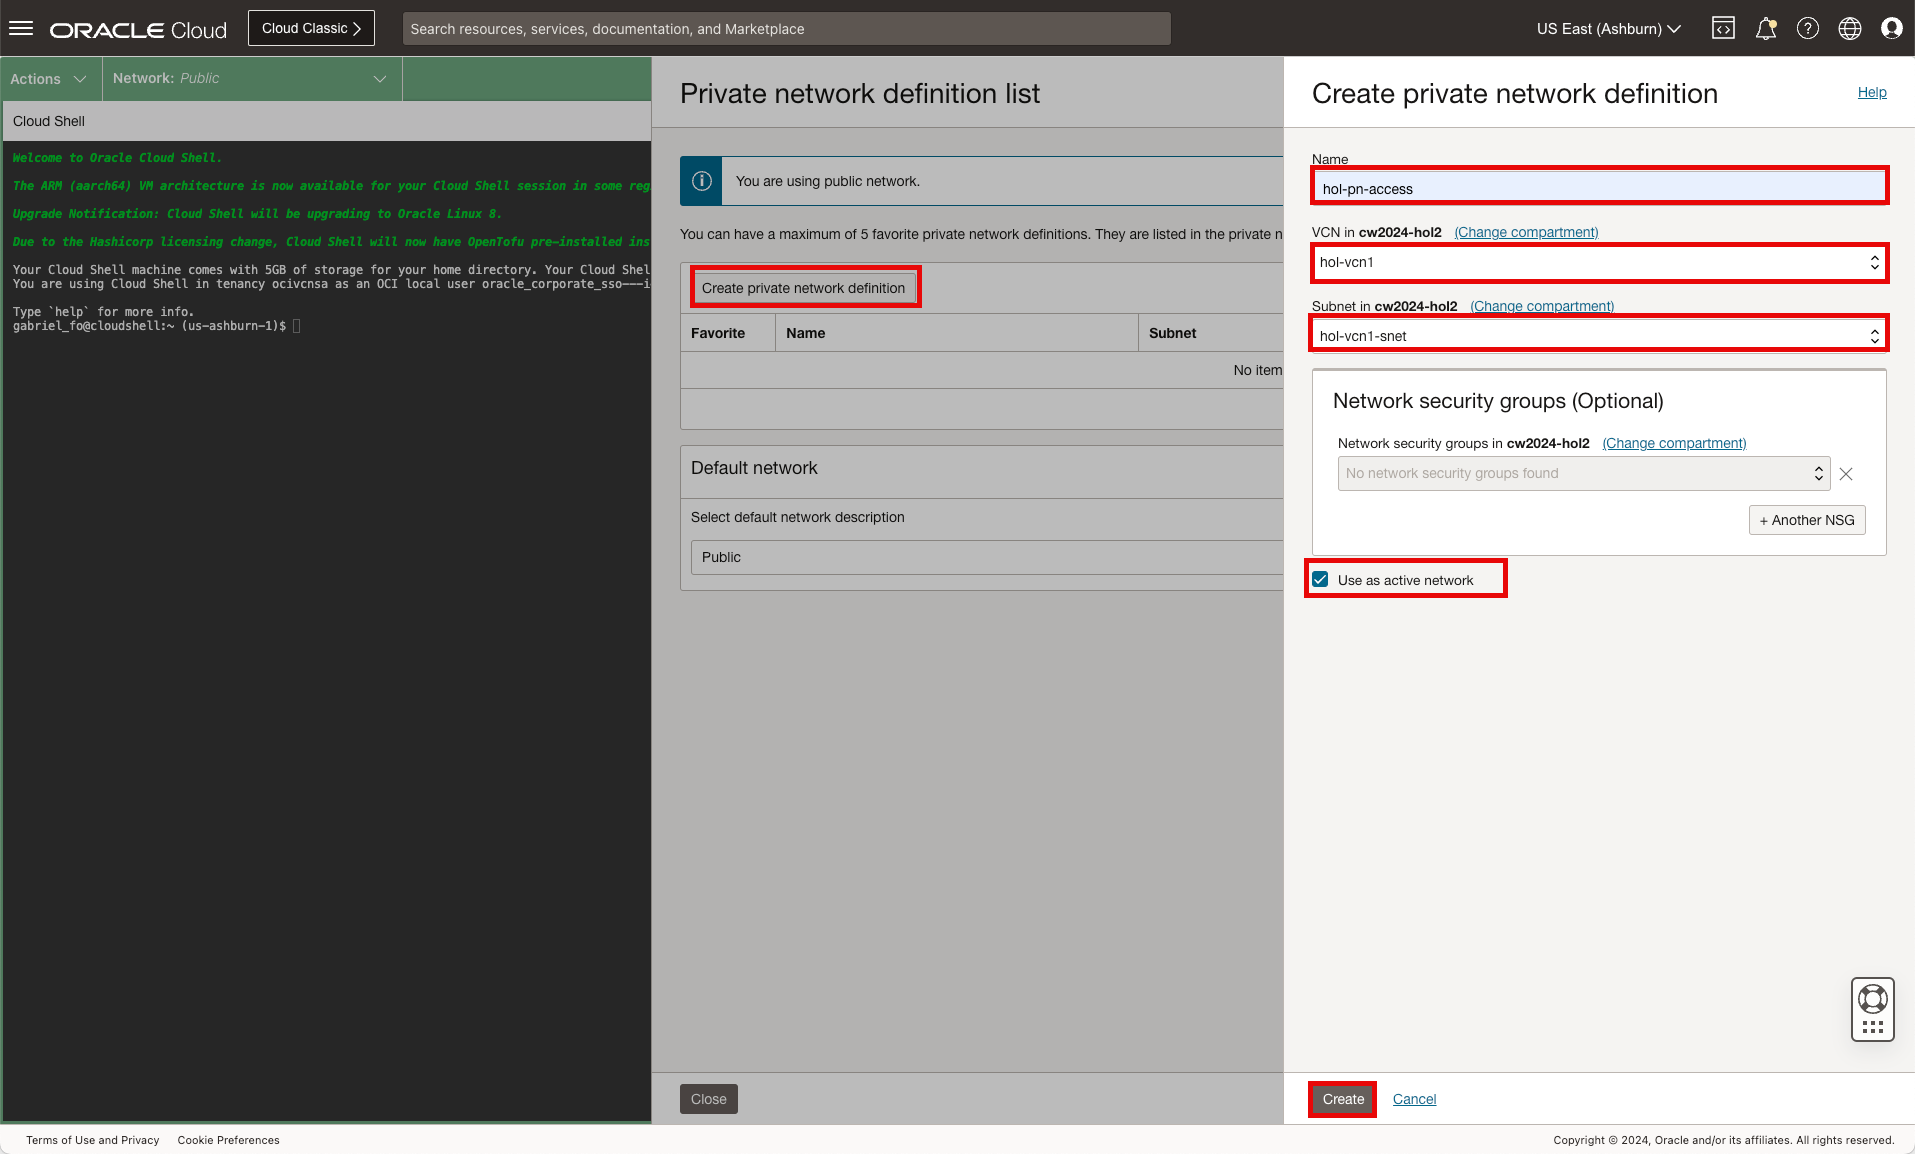 ORACLE Cloud
Cloud Classic
Search resources, services, documentation, and Marketplace
US East (Ashburn)
Actions
Network: Public
Cloud Shell
Welcome to Oracle Cloud Shell.
The ARM (aarch64) VM architecture is now available for your Cloud Shell session in some reg
Upgrade Notification: Cloud Shell will be upgrading to Oracle Linux 8.
Due to the Hashicorp licensing change, Cloud Shell will now have OpenTofu pre-installed ins
Your Cloud Shell machine comes with 5GB of storage for your home directory. Your Cloud Shel
You are using Cloud Shell in tenancy ocivcnsa as an OCI local user oracle_corporate_sso---i
Type `help` for more info.
gabriel_fo@cloudshell:~ (us-ashburn-1)$
Private network definition list
You are using public network.
You can have a maximum of 5 favorite private network definitions. They are listed in the private n
Create private network definition
Favorite
Name
Subnet
No item
Default network
Select default network description
Public
Close
Create private network definition
Help
Name
hol-pn-access
VCN in cw2024-hol2 (Change compartment)
hol-vcn1
Subnet in cw2024-hol2 (Change compartment)
hol-vcn1-snet
Network security groups (Optional)
Network security groups in cw2024-hol2 (Change compartment)
No network security groups found
+ Another NSG
Use as active network
Create
Cancel
Terms of Use and Privacy
Cookie Preferences
Copyright © 2024, Oracle and/or its affiliates. All rights reserved.